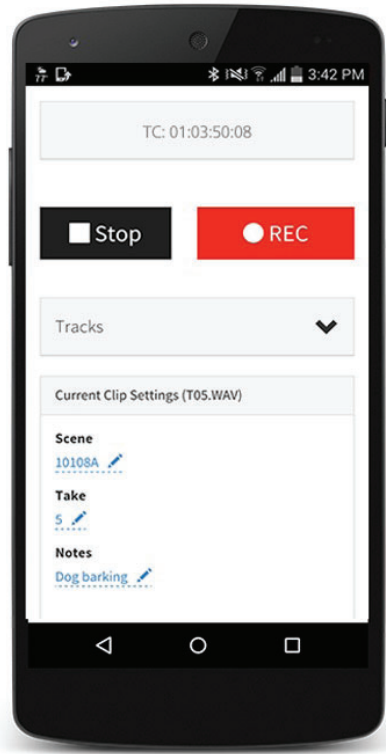 3:42 PM
TC: 01:03:50:08
Stop
REC
Tracks
Current Clip Settings (T05.WAV)
Scene
10108A
Take
5
Notes
Dog barking